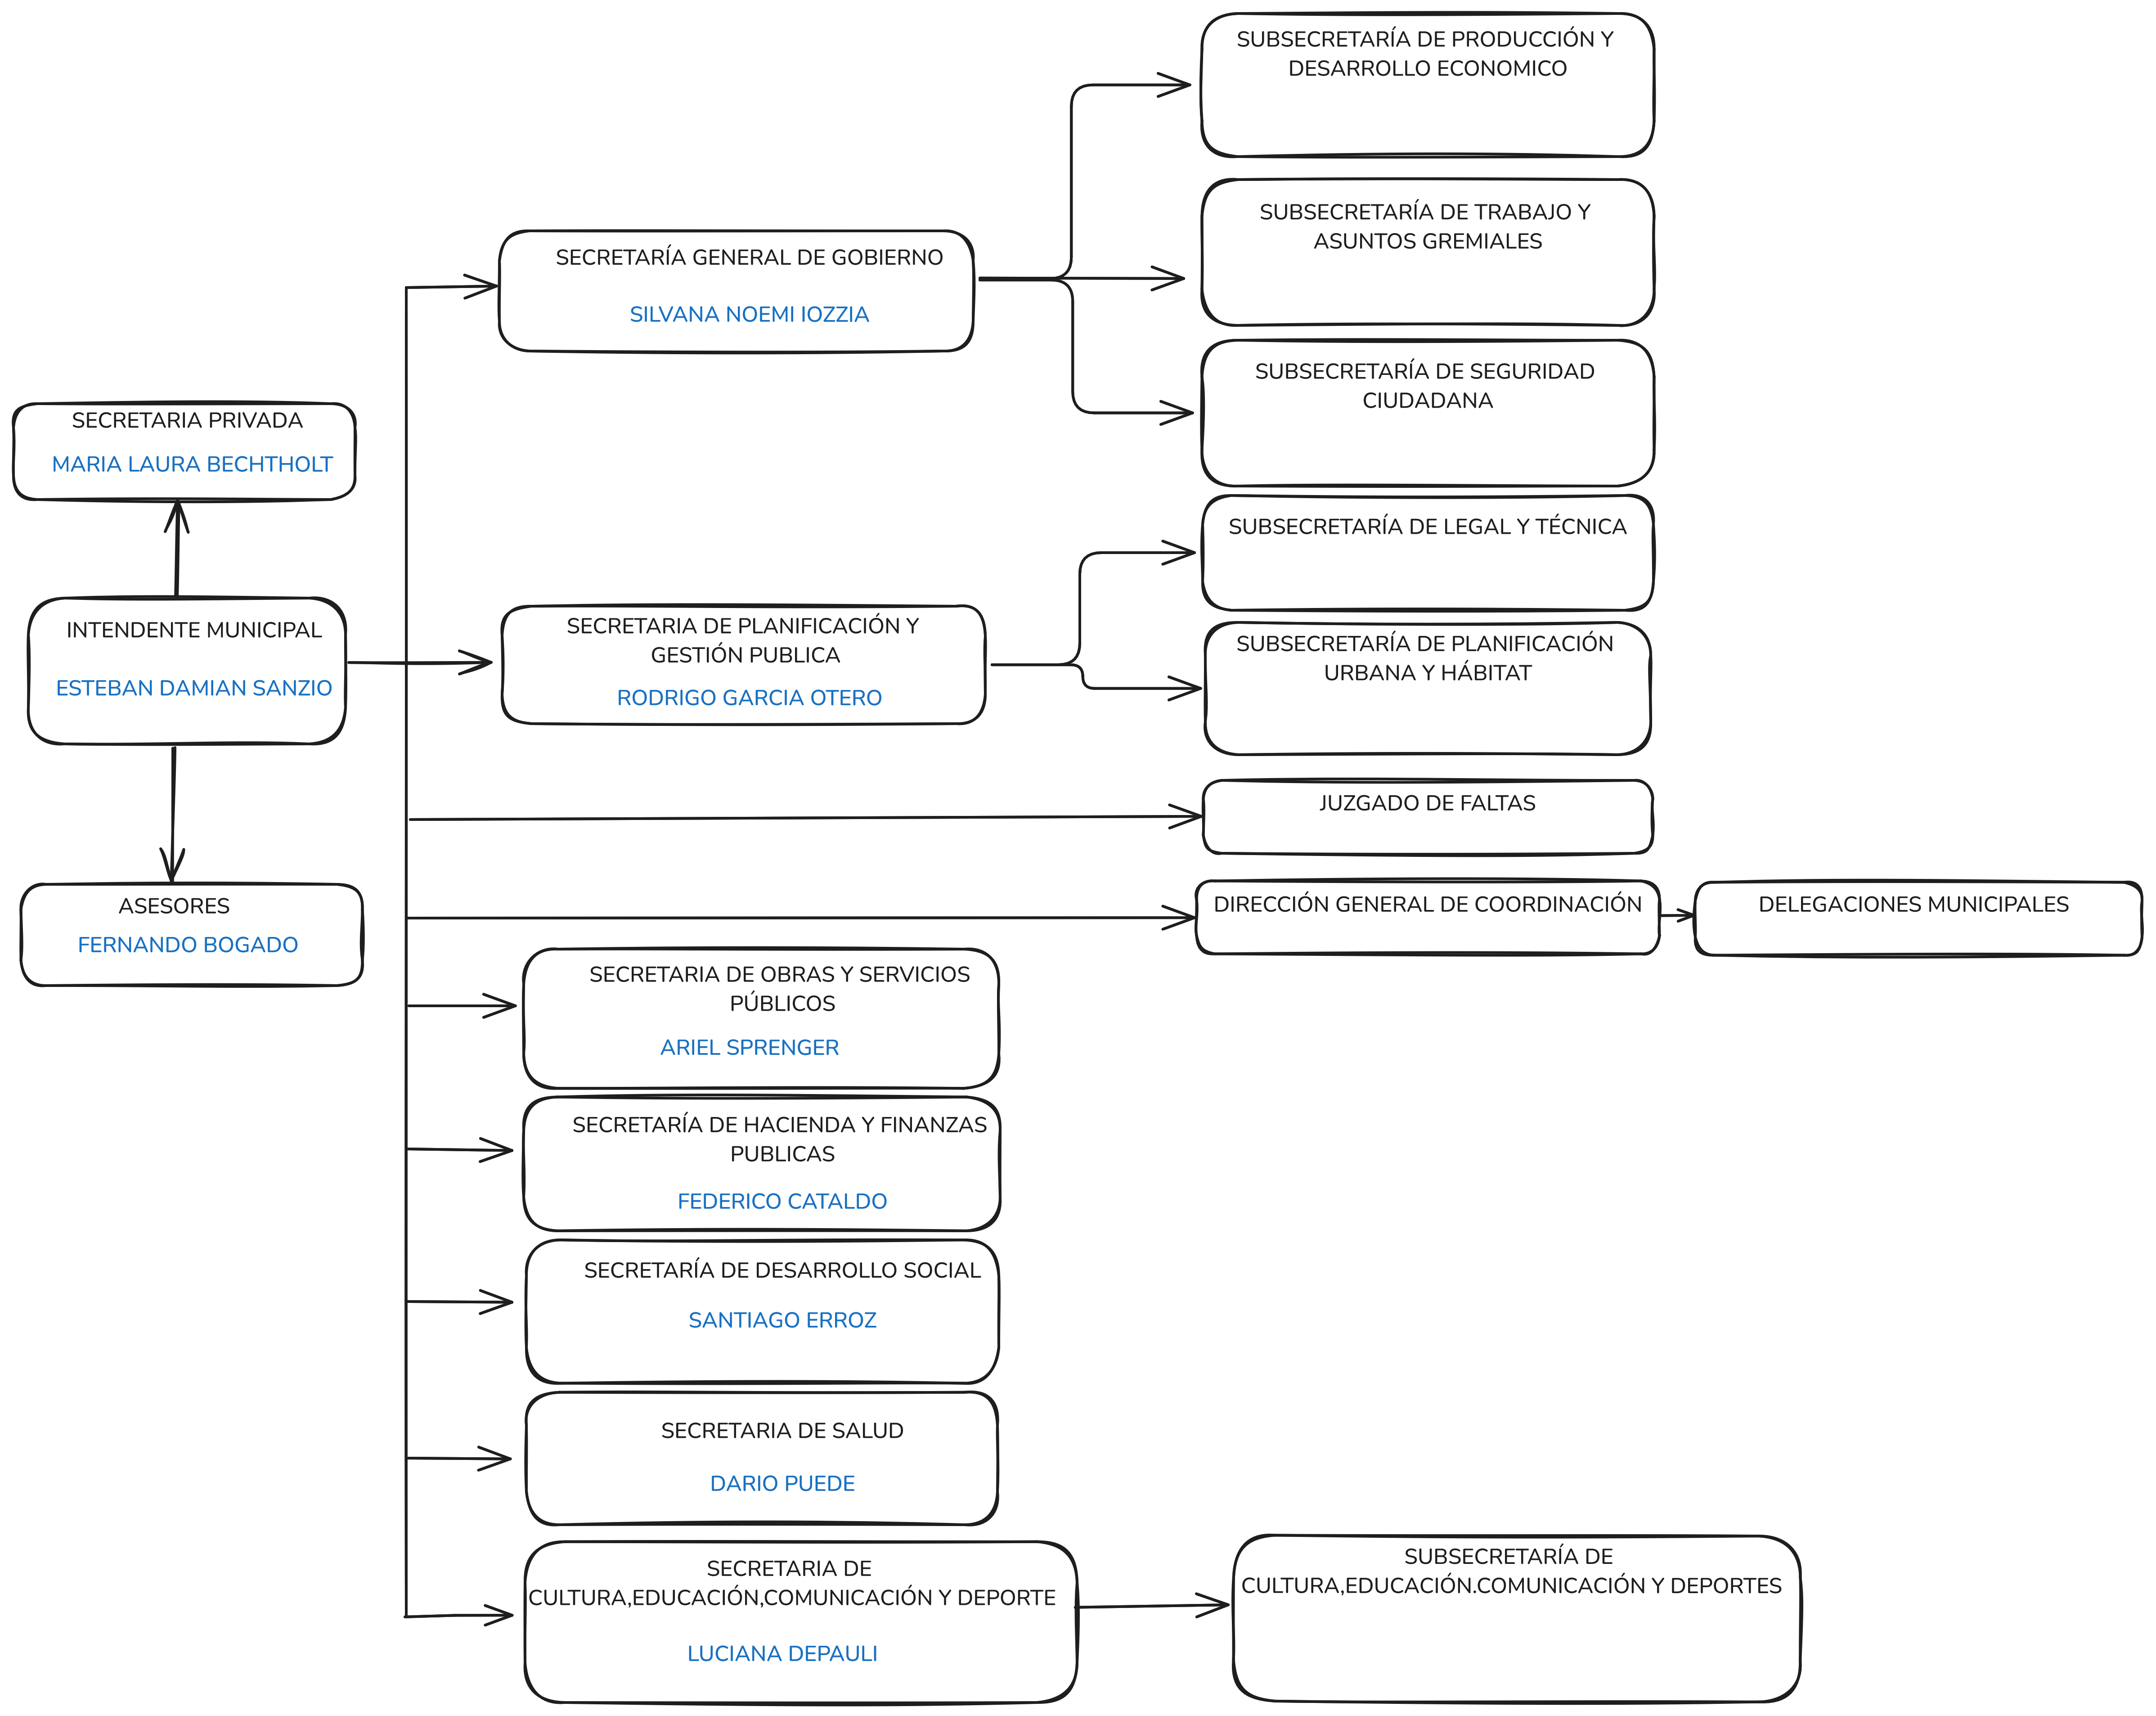 SUBSECRETARÍA DE PRODUCCIÓN Y
DESARROLLO ECONOMICO
SUBSECRETARÍA DE TRABAJO Y
ASUNTOS GREMIALES
SECRETARÍA GENERAL DE GOBIERNO
SILVANA NOEMI IOZZIA
SUBSECRETARÍA DE SEGURIDAD
CIUDADANA
SECRETARIA PRIVADA
MARIA LAURA BECHTHOLT
SUBSECRETARÍA DE LEGAL Y TÉCNICA
INTENDENTE MUNICIPAL
ESTEBAN DAMIAN SANZIO
SECRETARIA DE PLANIFICACIÓN Y
GESTIÓN PUBLICA
RODRIGO GARCIA OTERO
SUBSECRETARÍA DE PLANIFICACIÓN
URBANA Y HÁBITAT
JUZGADO DE FALTAS
ASESORES
FERNANDO BOGADO
DIRECCIÓN GENERAL DE COORDINACIÓN
DELEGACIONES MUNICIPALES
SECRETARIA DE OBRAS Y SERVICIOS
PÚBLICOS
ARIEL SPRENGER
SECRETARÍA DE HACIENDA Y FINANZAS
PUBLICAS
FEDERICO CATALDO
SECRETARÍA DE DESARROLLO SOCIAL
SANTIAGO ERROZ
SECRETARIA DE SALUD
DARIO PUEDE
SECRETARIA DE
CULTURA,EDUCACIÓN,COMUNICACIÓN Y DEPORTE
LUCIANA DEPAULI
SUBSECRETARÍA DE
CULTURA,EDUCACIÓN.COMUNICACIÓN Y DEPORTES